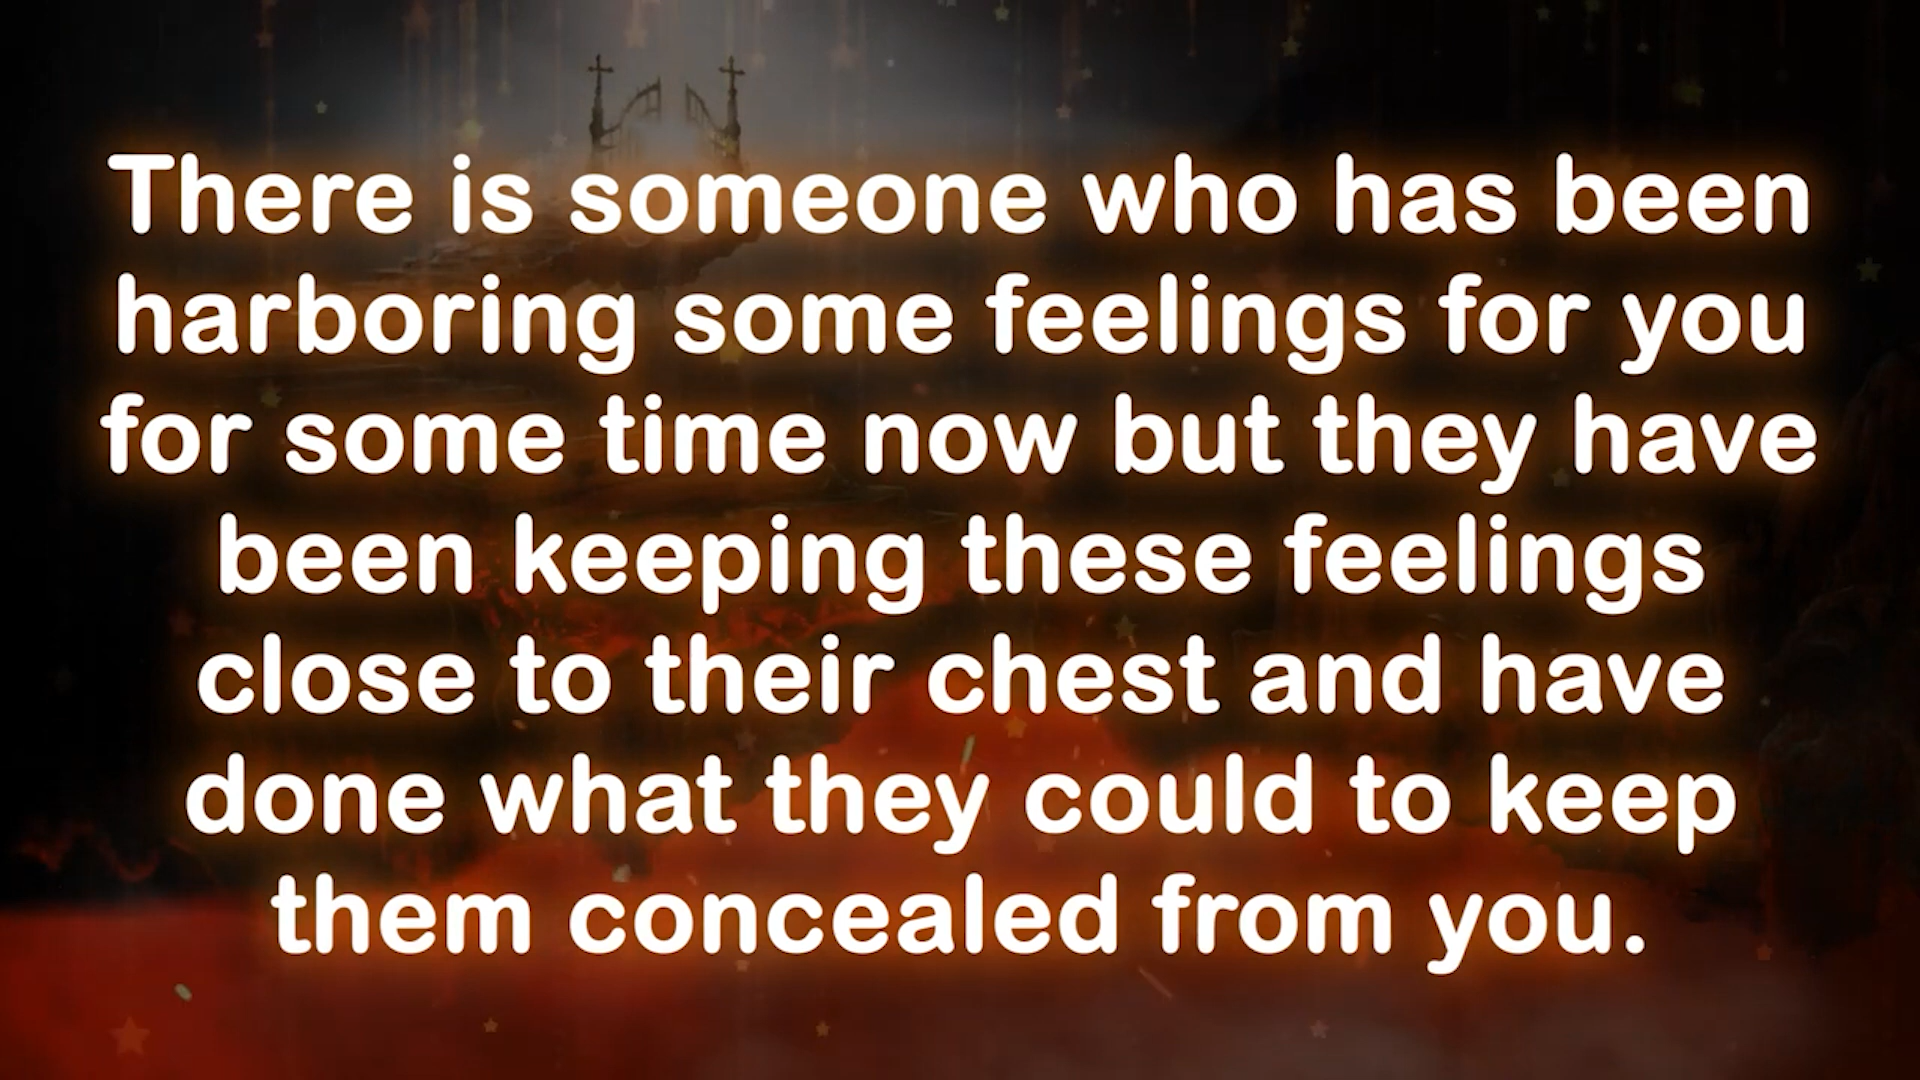 There is someone who has been
harboring some feelings for you
for some time now but they have
been keeping these feelings
close to their chest and have
done what they could to keep
them concealed from you.